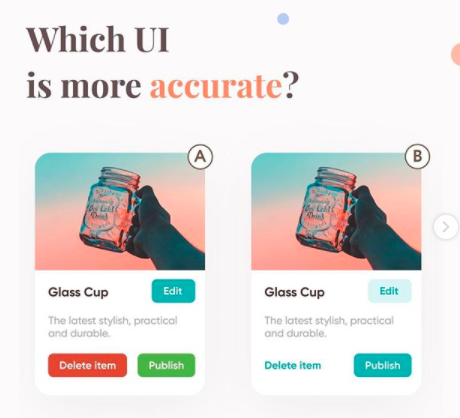 Which UI
is more accurate?
A
B
Glass Cup
Edit
The latest stylish, practical
and durable.
Delete item
Publish
Glass Cup
Edit
The latest stylish, practical
and durable.
Delete item
Publish